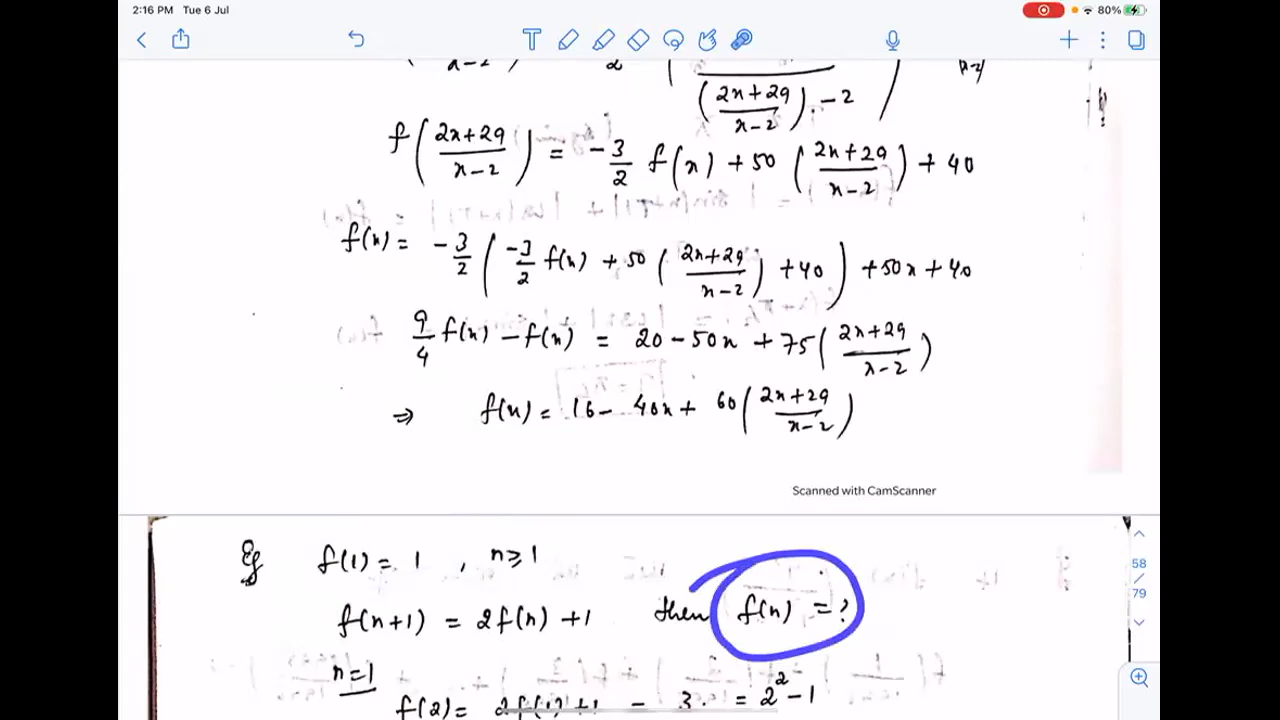 2:16 PM Tue 6 Jul
80%
T
(2x+29/x-2) - 2
f(2x+29/x-2) = -3/2 f(x) + 50 (2x+29/x-2) + 40
f(x) = -3/2 (-3/2 f(x) + 50 (2x+29/x-2) + 40) + 50x + 40
9/4 f(x) - f(x) = 20 - 50x + 75 (2x+29/x-2)
⇒ f(x) = 16 - 40x + 60 (2x+29/x-2)
Scanned with CamScanner
If f(1) = 1 , n ≥ 1
58
/
79
f(n+1) = 2f(n) + 1 then f(n) = ?
n=1
f(2) = 2f(1)+1 = 3. = 2² - 1